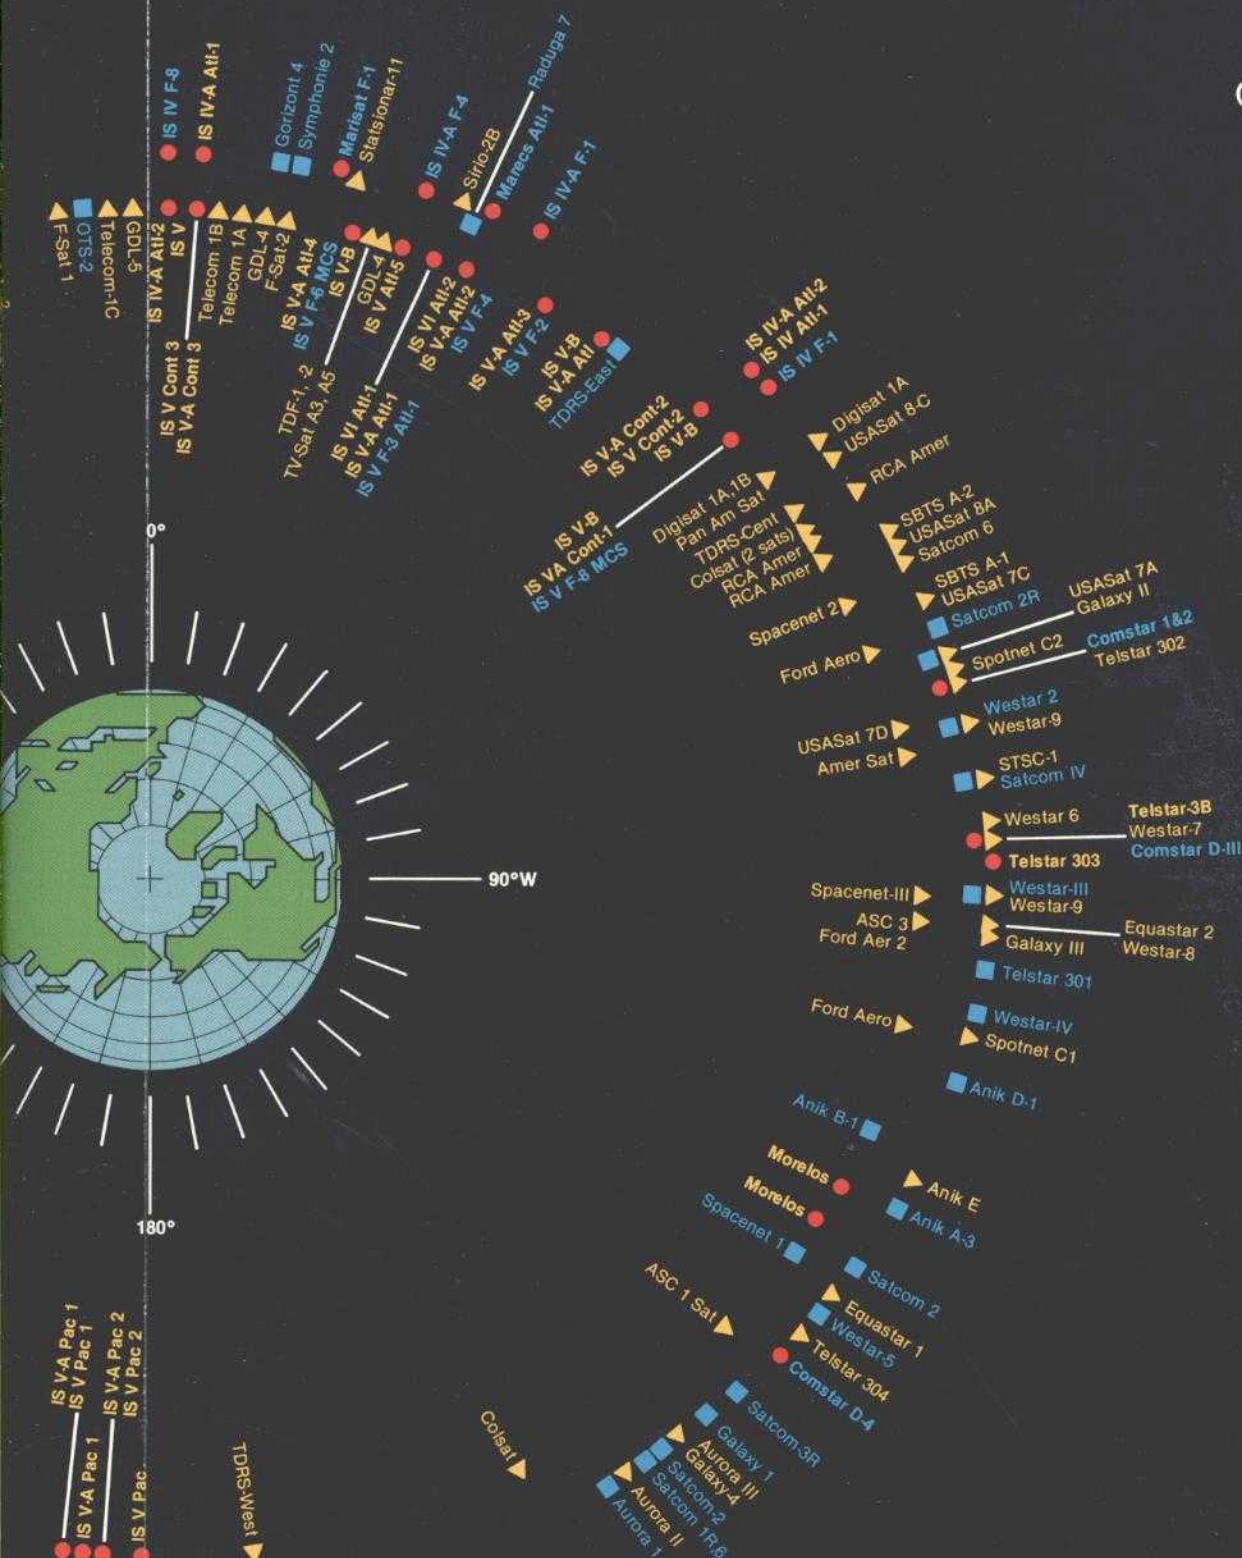 IS IV F-8
IS IV-A Atl-1
Gorizont 4
Symphonie 2
Marisat F-1
Statsionar-11
IS IV-A F-4
Sirio-2B
Raduga 7
Marecs Atl-1
IS IV-A F-1
F-Sat 1
OTS-2
Telecom-1C
GDL-5
IS IV-A Atl-2
IS V
IS V Cont 3
IS V-A Cont 3
Telecom 1B
Telecom 1A
GDL-4
F-Sat-2
IS V-A Atl-4
IS V F-6 MCS
IS V-B
TDF-1, -2
TV-Sat A3, A5
GDL-4
IS V Atl-5
IS VI Atl-1
IS V-A Atl-1
IS V F-3 Atl-1
IS VI Atl-2
IS V-A Atl-2
IS V F-4
IS V-A Atl-3
IS V F-2
IS V-B
IS V-A Atl
TDRS-East
IS IV-A Atl-2
IS IV Atl-1
IS IV F-1
IS V-A Cont-2
IS V Cont-2
IS V-B
IS V-B
IS VA Cont-1
IS V F-8 MCS
Digisat 1A
USASat 8-C
RCA Amer
Digisat 1A,1B
Pan Am Sat
TDRS-Cent
Colsat (2 sats)
RCA Amer
RCA Amer
SBTS A-2
USASat 8A
Satcom 6
SBTS A-1
USASat 7C
Satcom 2R
Spacenet 2
USASat 7A
Galaxy II
Spotnet C2
Comstar 1&2
Telstar 302
Ford Aero
Westar 2
Westar-9
USASat 7D
Amer Sat
STSC-1
Satcom IV
Westar 6
Telstar-3B
Westar-7
Comstar D-III
Telstar 303
Spacenet-III
Westar-III
Westar-9
ASC 3
Ford Aer 2
Equastar 2
Westar-8
Galaxy III
Telstar 301
Ford Aero
Westar-IV
Spotnet C1
Anik D-1
Anik B-1
Morelos
Anik E
Morelos
Anik A-3
Spacenet 1
Satcom 2
ASC 1 Sat
Equastar 1
Westar-5
Telstar 304
Comstar D-4
Satcom-3R
Galaxy 1
Aurora III
Galaxy-4
Satcom-2
Satcom 1R,6
Aurora II
Aurora 1
Colsat
TDRS-West
IS V-A Pac 1
IS V Pac 1
IS V-A Pac 1
IS V-A Pac 2
IS V Pac 2
IS V Pac
0°
90°W
180°